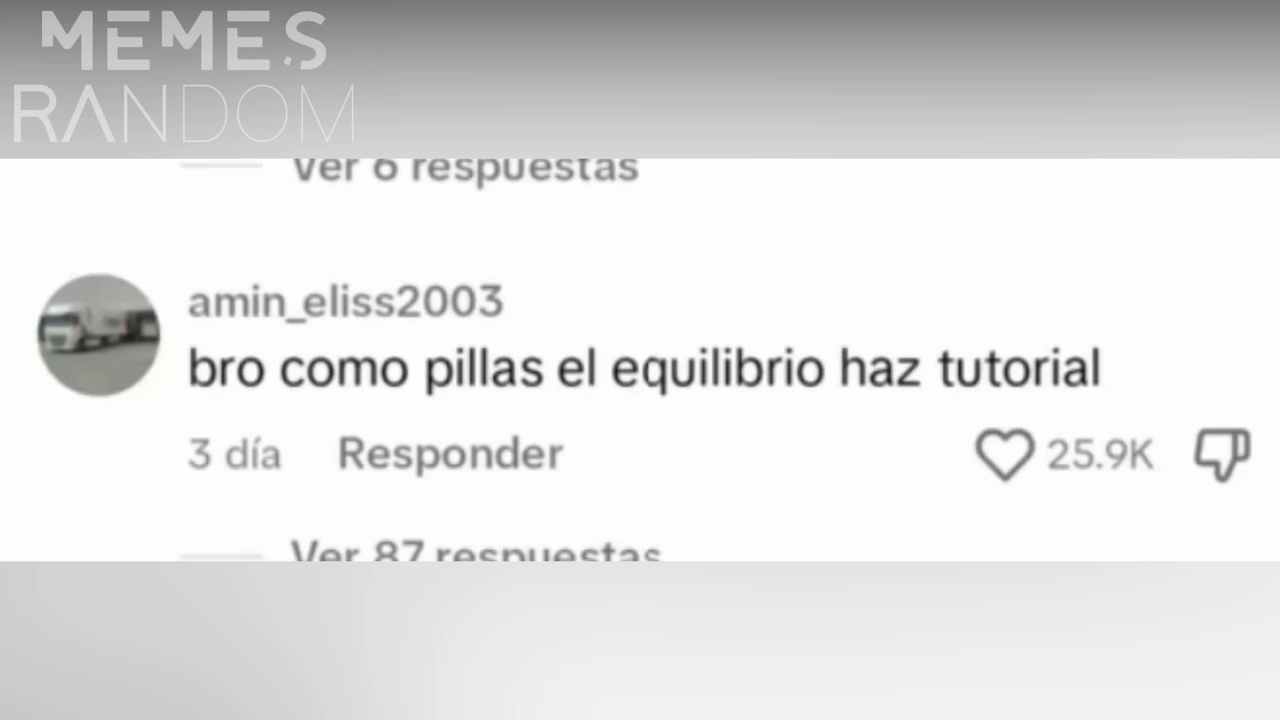 MEMES
RANDOM
Ver 6 respuestas
amin_eliss2003
bro como pillas el equilibrio haz tutorial
3 día Responder 25.9K
Ver 87 respuestas